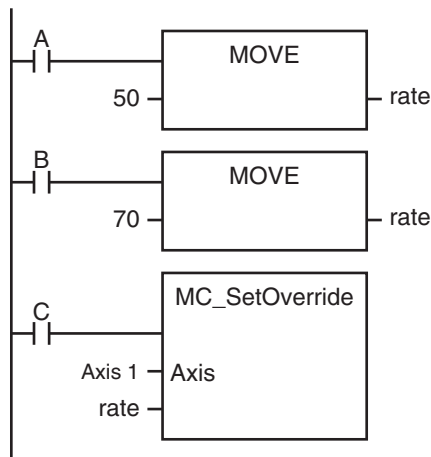 A
MOVE
50
rate
B
MOVE
70
rate
C
MC_SetOverride
Axis 1
Axis
rate